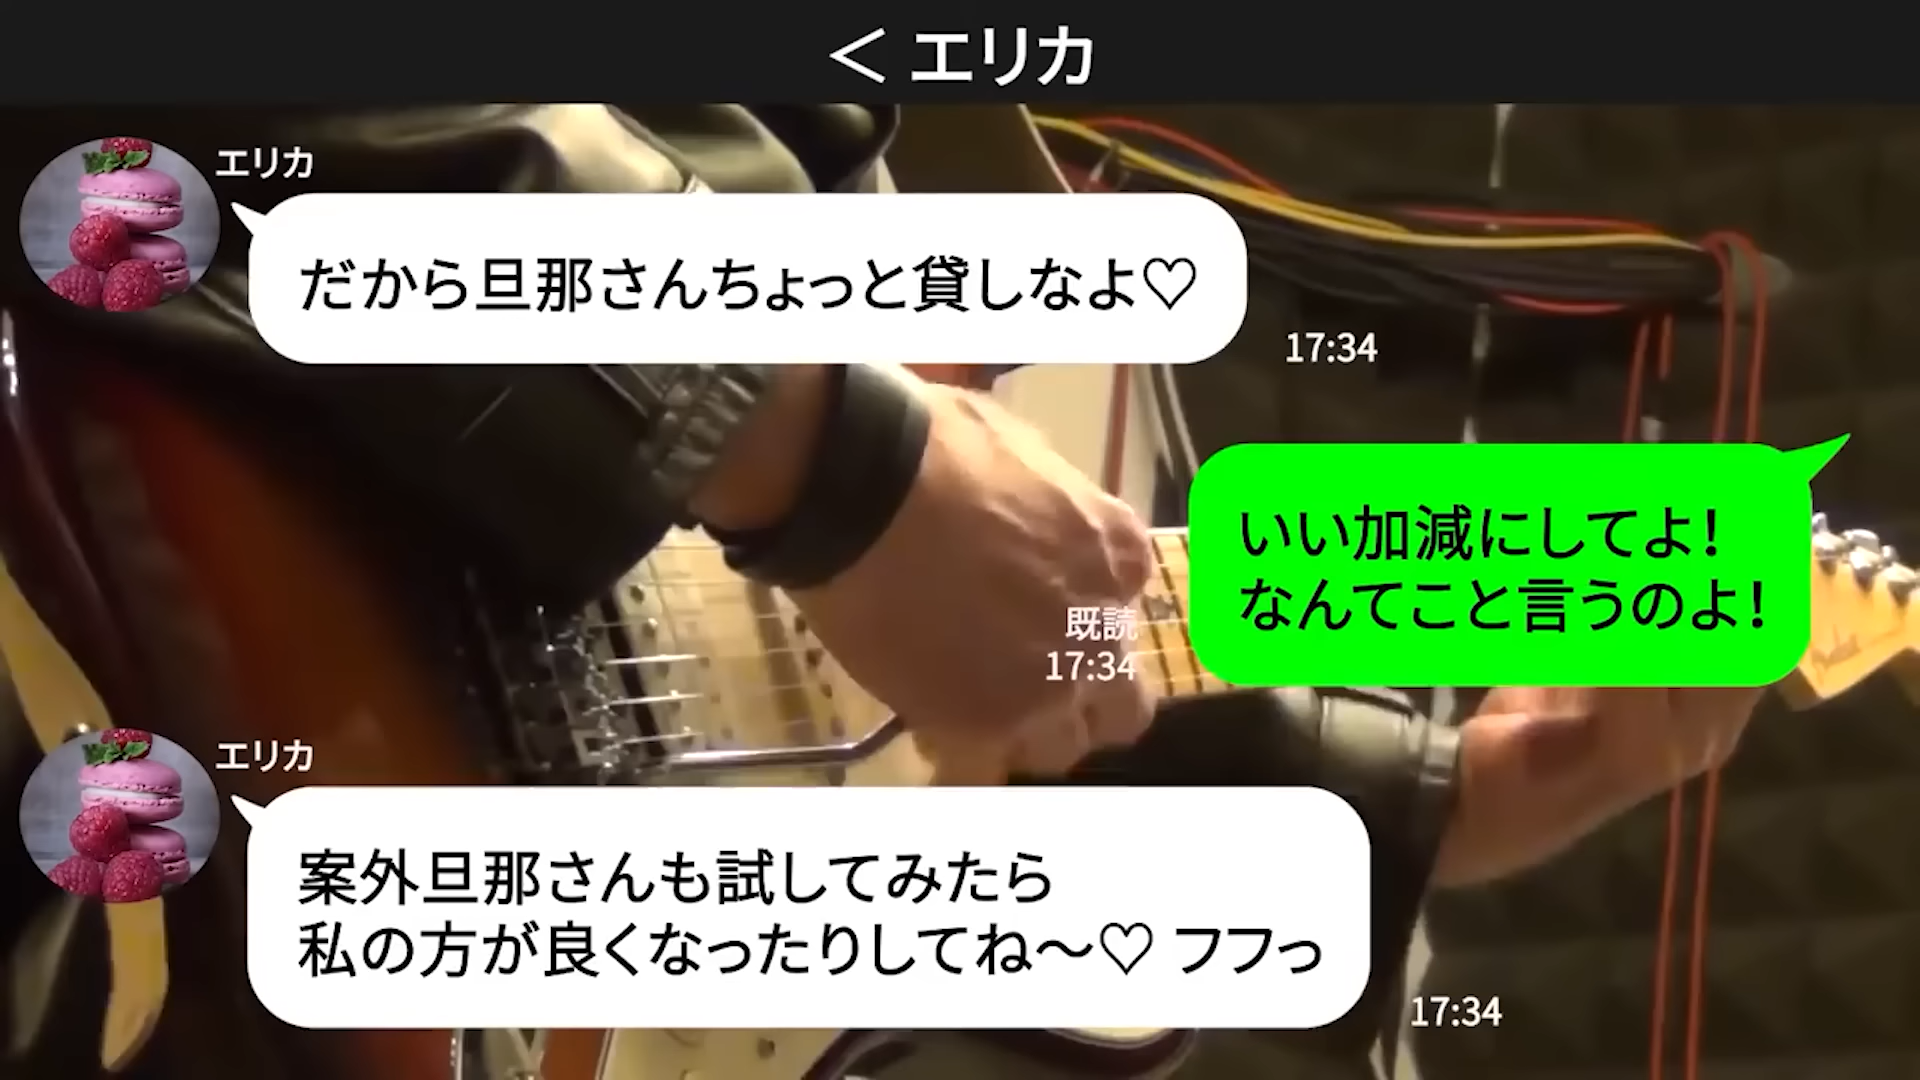 ＜ エリカ
エリカ
だから旦那さんちょっと貸しなよ♡
17:34
いい加減にしてよ！
なんてこと言うのよ！
既読
17:34
エリカ
案外旦那さんも試してみたら
私の方が良くなったりしてね〜♡ フフっ
17:34